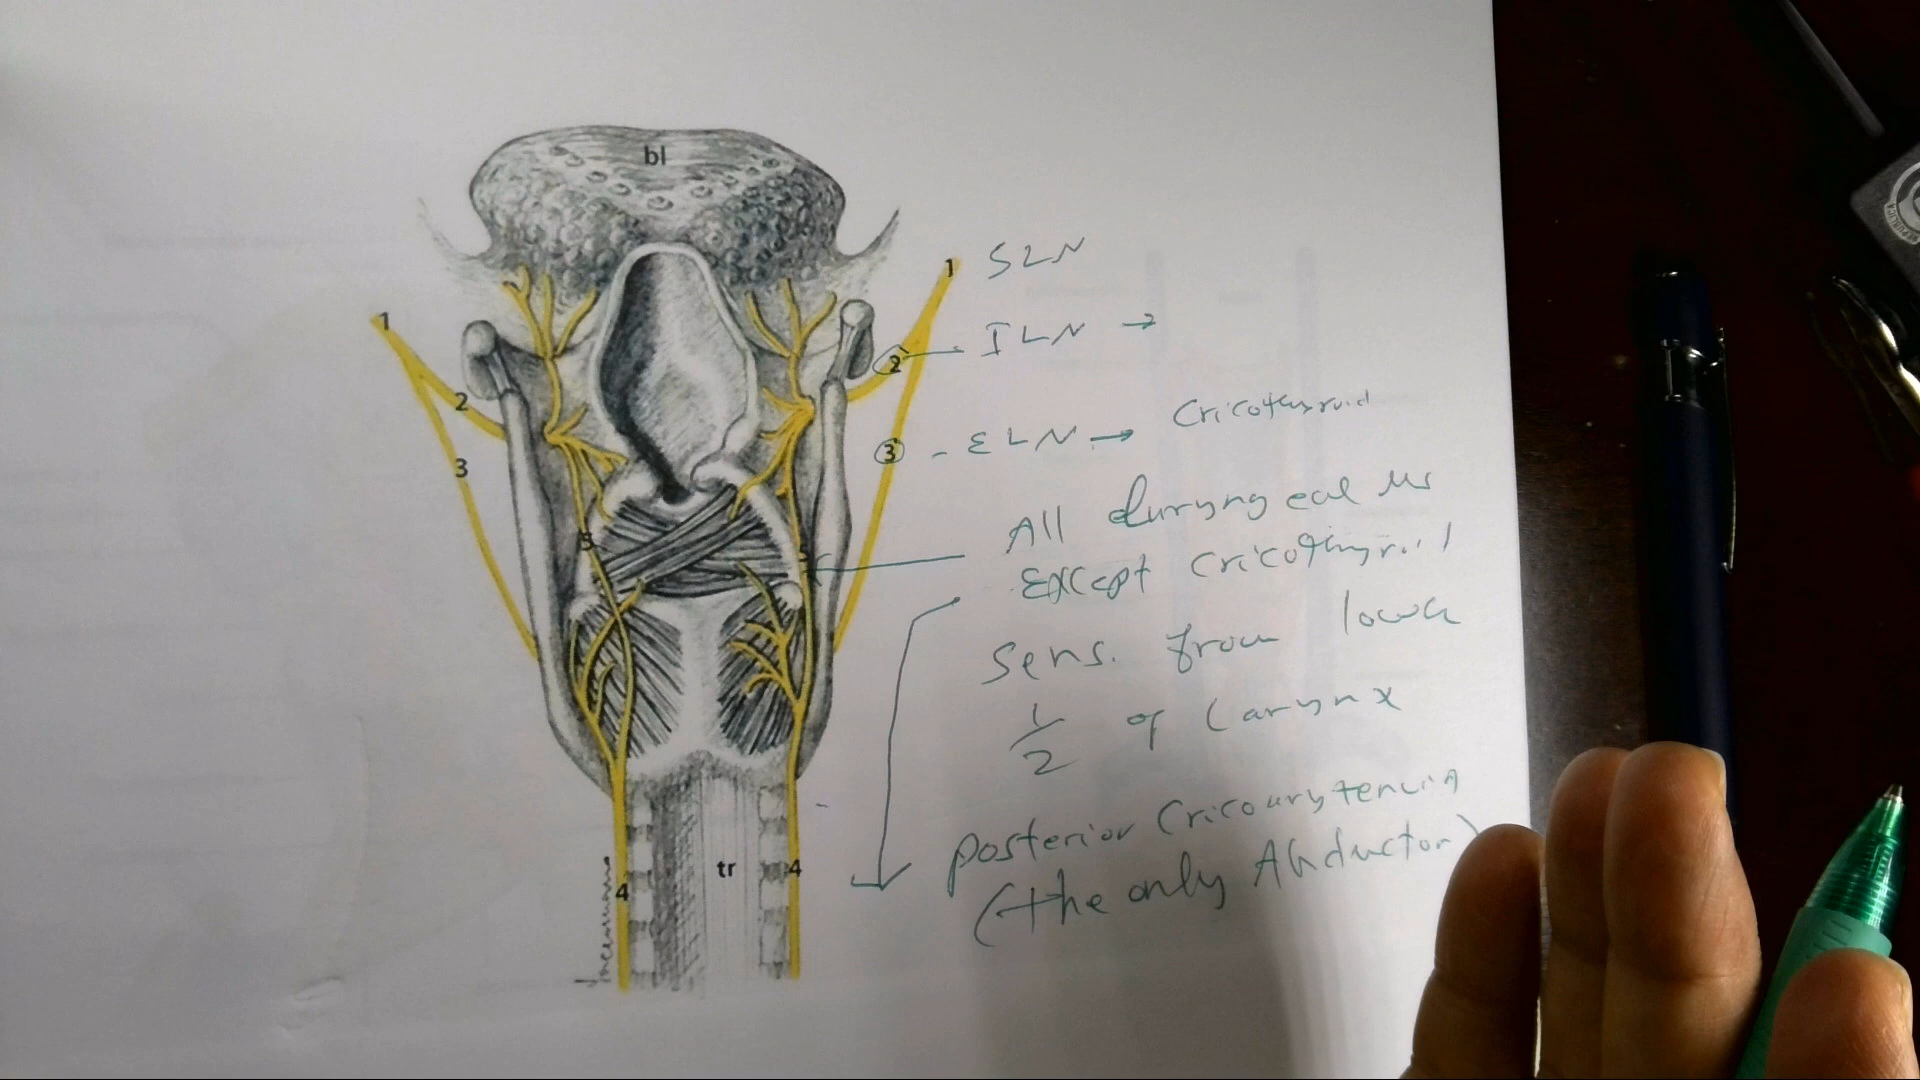 bl
1
1 SLN
2 ILN →
2
3 - ELN → Cricothyroid
3
All Laryngeal Ms
Except cricothyroid
5
5
Sens. from lower
1/2 of Larynx
Posterior Cricoarytenoid
(the only Abductor)
tr
4
4